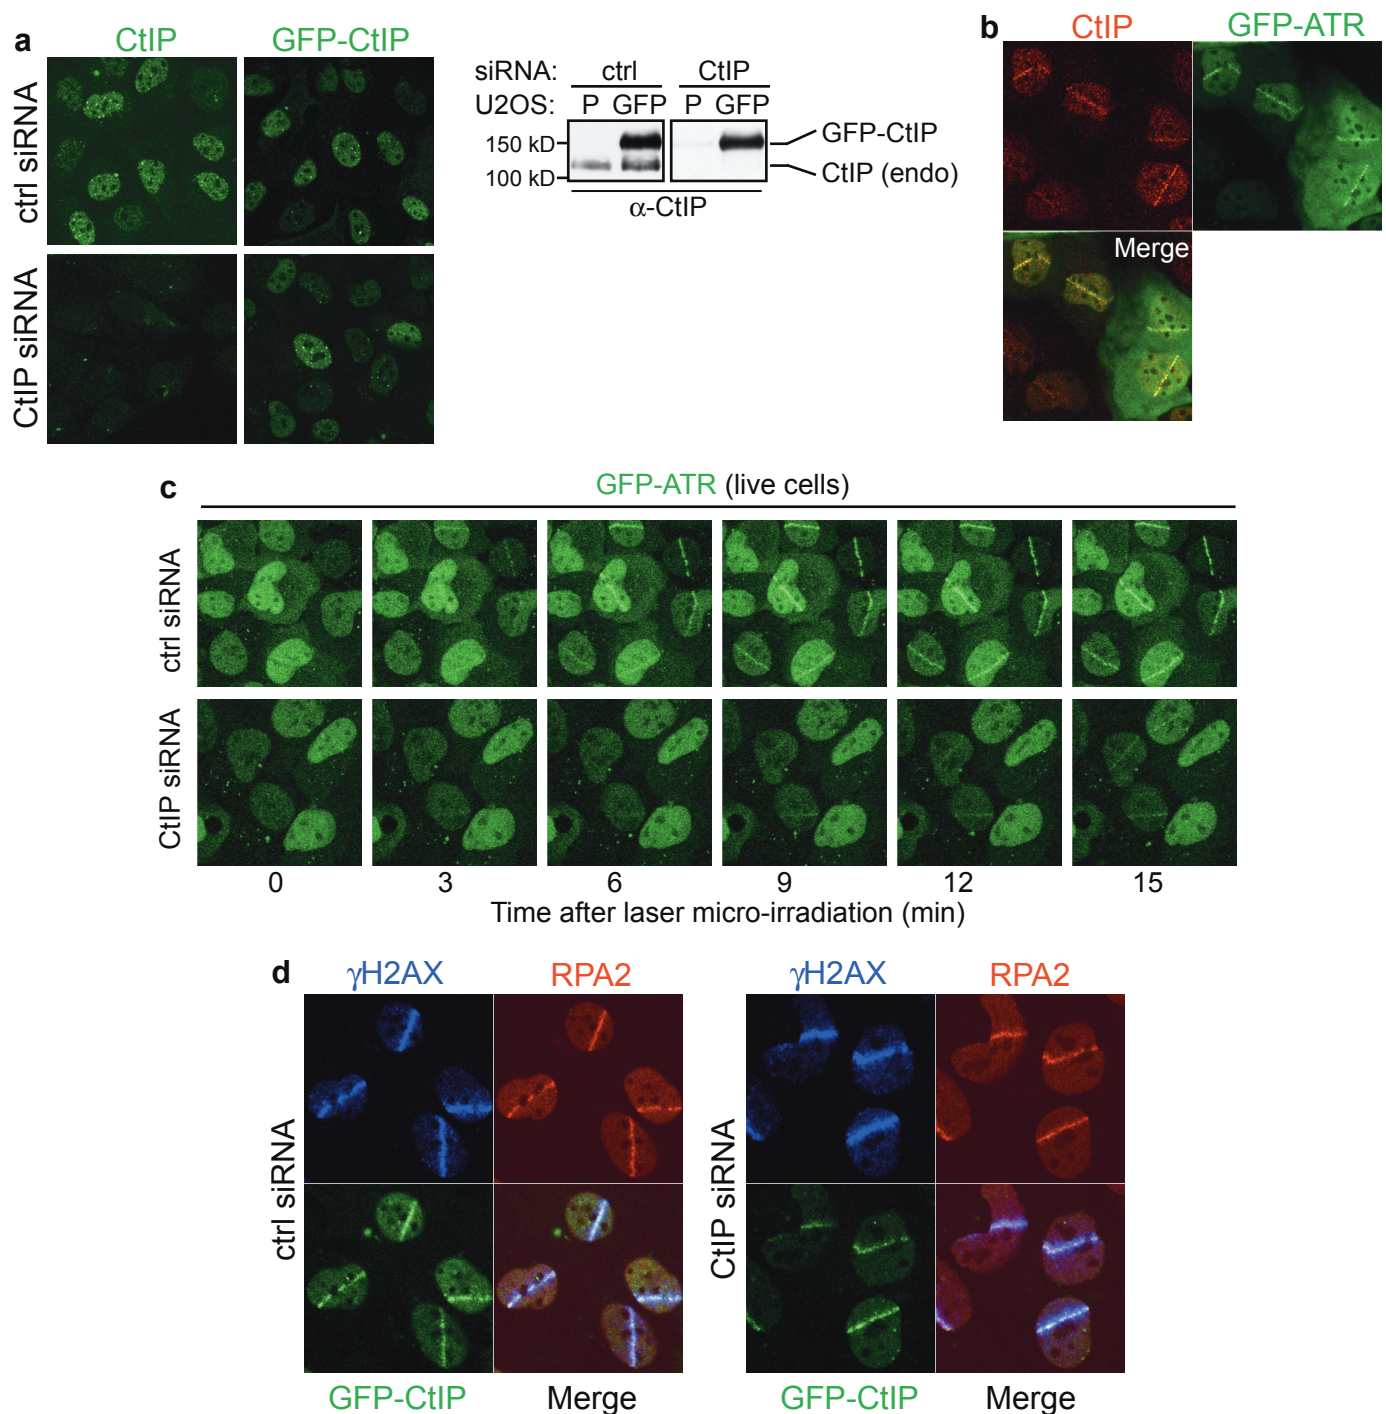 a
CtIP
GFP-CtIP
ctrl siRNA
CtIP siRNA
siRNA:
ctrl
CtIP
U2OS:
P
GFP
P
GFP
150 kD
100 kD
GFP-CtIP
CtIP (endo)
α-CtIP
b
CtIP
GFP-ATR
Merge
c
GFP-ATR (live cells)
ctrl siRNA
CtIP siRNA
0 3 6 9 12 15
Time after laser micro-irradiation (min)
d
γH2AX
RPA2
ctrl siRNA
GFP-CtIP
Merge
γH2AX
RPA2
CtIP siRNA
GFP-CtIP
Merge